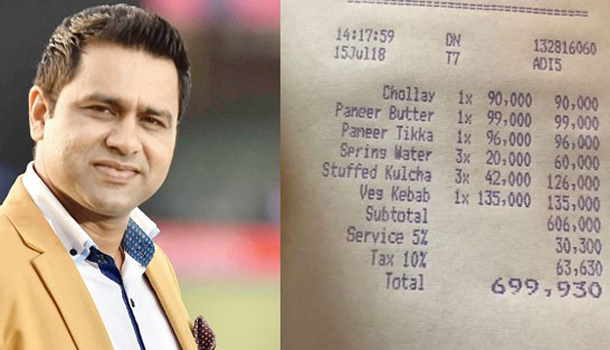 14:17:59 DN 132816060
15Jul18 T7 ADI5
Chollay 1x 90,000 90,000
Paneer Butter 1x 99,000 99,000
Paneer Tikka 1x 96,000 96,000
Spring Water 3x 20,000 60,000
Stuffed Kulcha 3x 42,000 126,000
Veg Kebab 1x 135,000 135,000
Subtotal 606,000
Service 5% 30,300
Tax 10% 63,630
Total 699,930